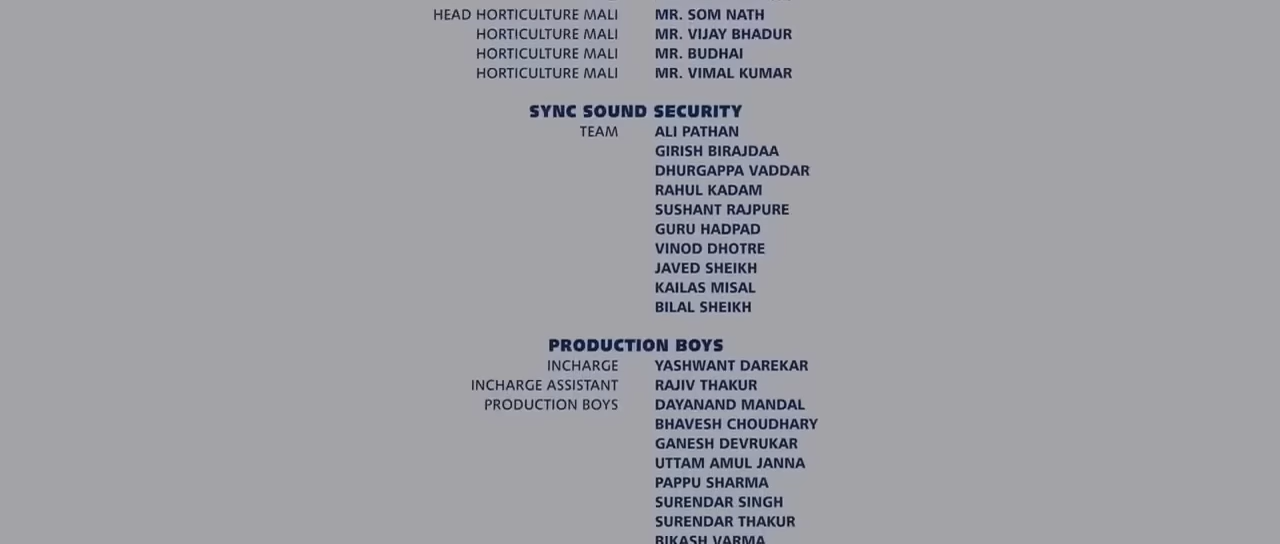 HEAD HORTICULTURE MALI MR. SOM NATH
HORTICULTURE MALI MR. VIJAY BHADUR
HORTICULTURE MALI MR. BUDHAI
HORTICULTURE MALI MR. VIMAL KUMAR
SYNC SOUND SECURITY
TEAM ALI PATHAN
GIRISH BIRAJDAA
DHURGAPPA VADDAR
RAHUL KADAM
SUSHANT RAJPURE
GURU HADPAD
VINOD DHOTRE
JAVED SHEIKH
KAILAS MISAL
BILAL SHEIKH
PRODUCTION BOYS
INCHARGE YASHWANT DAREKAR
INCHARGE ASSISTANT RAJIV THAKUR
PRODUCTION BOYS DAYANAND MANDAL
BHAVESH CHOUDHARY
GANESH DEVRUKAR
UTTAM AMUL JANNA
PAPPU SHARMA
SURENDAR SINGH
SURENDAR THAKUR
BIKASH VARMA